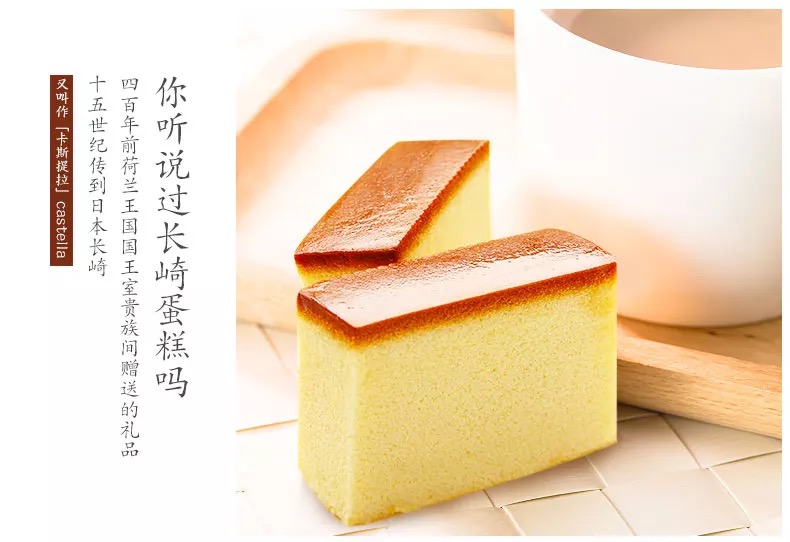 你听说过长崎蛋糕吗
四百年前荷兰王国国王室贵族间赠送的礼品
十五世纪传到日本长崎
又叫作「卡斯提拉」castella